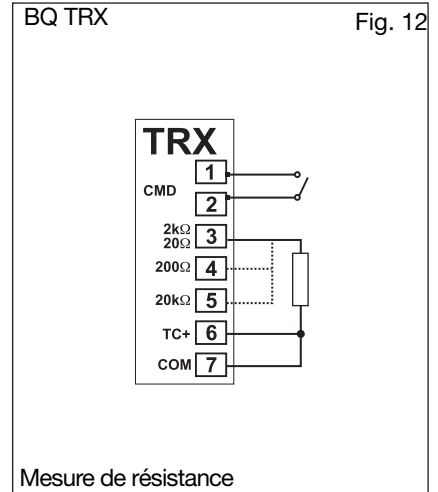 BQ TRX
Fig. 12
TRX
1
CMD
2
2kΩ
20Ω
3
200Ω 4
20kΩ 5
TC+ 6
COM 7
Mesure de résistance